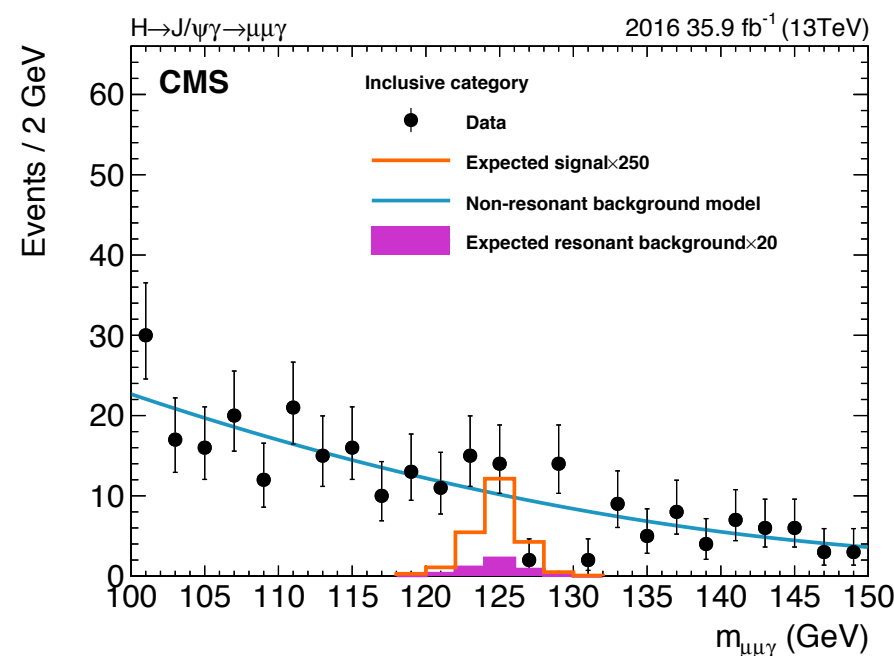 H→J/ψγ→μμγ
2016 35.9 fb⁻¹ (13TeV)
CMS
Inclusive category
Data
Expected signal×250
Non-resonant background model
Expected resonant background×20
Events / 2 GeV
60
50
40
30
20
10
0
100 105 110 115 120 125 130 135 140 145 150
m_μμγ (GeV)